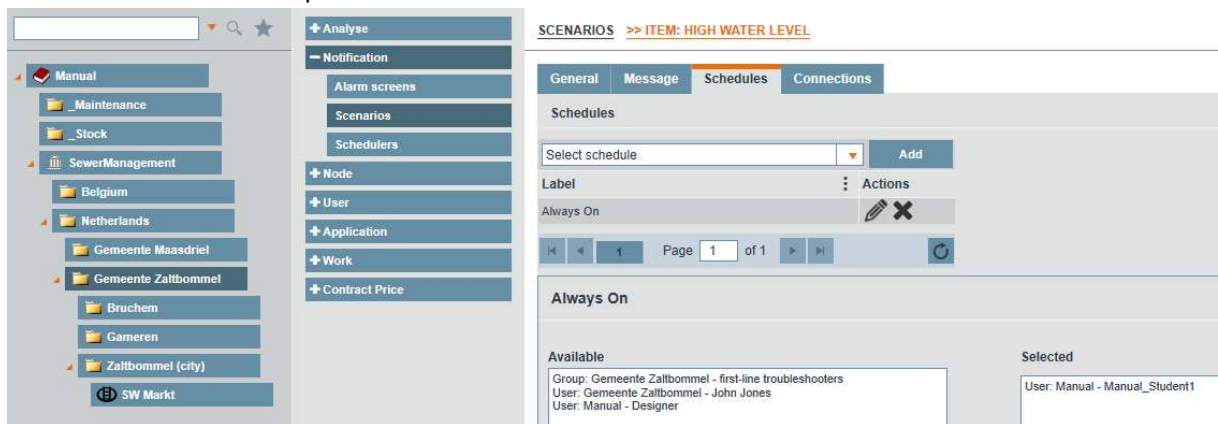 Manual
_Maintenance
_Stock
SewerManagement
Belgium
Netherlands
Gemeente Maasdriel
Gemeente Zaltbommel
Bruchem
Gameren
Zaltbommel (city)
SW Markt
Analyse
Notification
Alarm screens
Scenarios
Schedulers
Node
User
Application
Work
Contract Price
SCENARIOS >> ITEM: HIGH WATER LEVEL
General Message Schedules Connections
Schedules
Select schedule Add
Label Actions
Always On
1 Page 1 of 1
Always On
Available
Group: Gemeente Zaltbommel - first-line troubleshooters
User: Gemeente Zaltbommel - John Jones
User: Manual - Designer
Selected
User: Manual - Manual_Student1